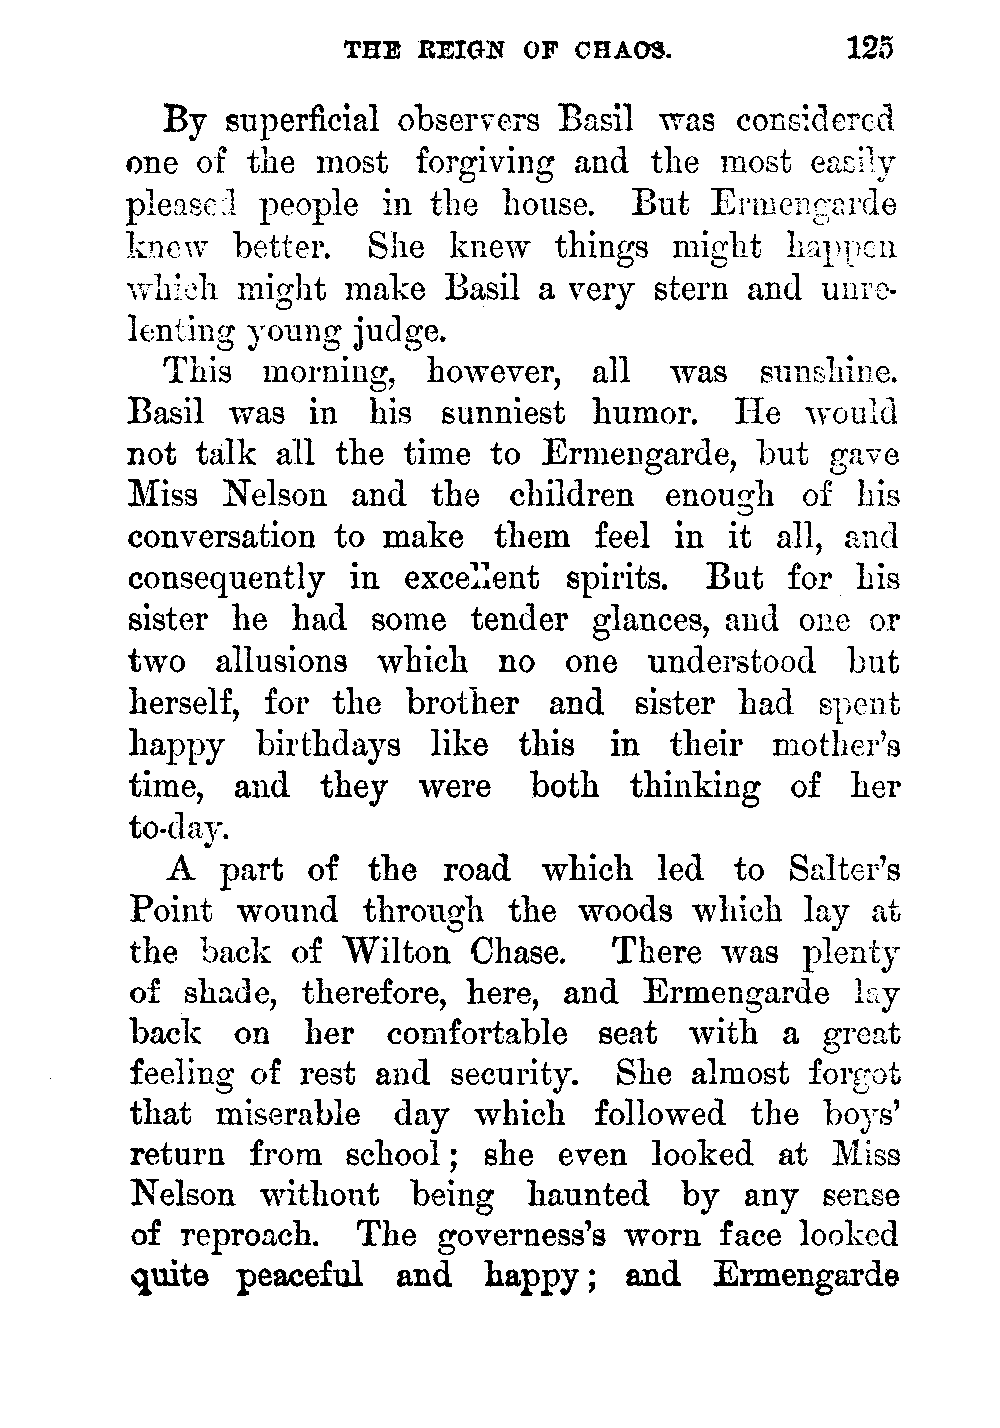 THE REIGN OF CHAOS. 125
By superficial observers Basil was considered
one of the most forgiving and the most easily
pleased people in the house. But Ermengarde
knew better. She knew things might happen
which might make Basil a very stern and unre-
lenting young judge.
This morning, however, all was sunshine.
Basil was in his sunniest humor. He would
not talk all the time to Ermengarde, but gave
Miss Nelson and the children enough of his
conversation to make them feel in it all, and
consequently in excellent spirits. But for his
sister he had some tender glances, and one or
two allusions which no one understood but
herself, for the brother and sister had spent
happy birthdays like this in their mother's
time, and they were both thinking of her
to-day.
A part of the road which led to Salter's
Point wound through the woods which lay at
the back of Wilton Chase. There was plenty
of shade, therefore, here, and Ermengarde lay
back on her comfortable seat with a great
feeling of rest and security. She almost forgot
that miserable day which followed the boys'
return from school; she even looked at Miss
Nelson without being haunted by any sense
of reproach. The governess's worn face looked
quite peaceful and happy; and Ermengarde